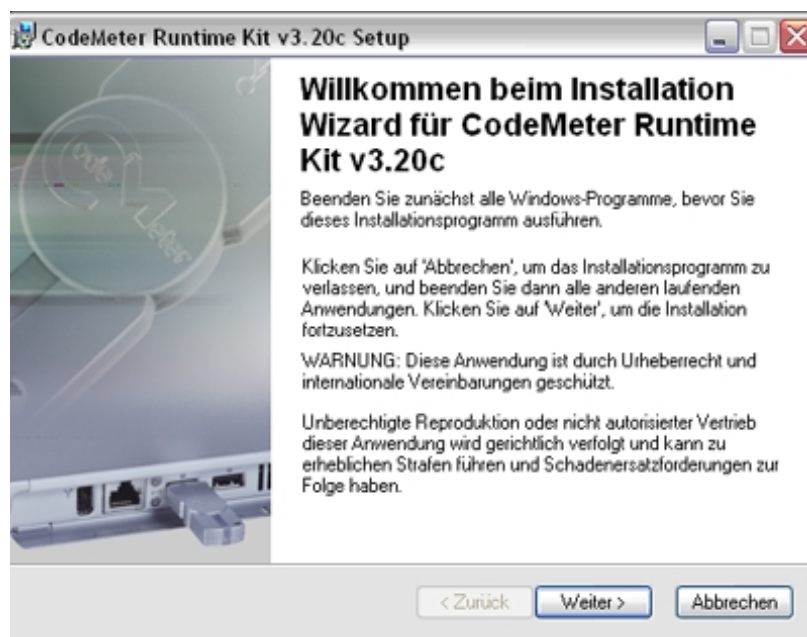 CodeMeter Runtime Kit v3.20c Setup
Willkommen beim Installation
Wizard für CodeMeter Runtime
Kit v3.20c
Beenden Sie zunächst alle Windows-Programme, bevor Sie
dieses Installationsprogramm ausführen.
Klicken Sie auf 'Abbrechen', um das Installationsprogramm zu
verlassen, und beenden Sie dann alle anderen laufenden
Anwendungen. Klicken Sie auf 'Weiter', um die Installation
fortzusetzen.
WARNUNG: Diese Anwendung ist durch Urheberrecht und
internationale Vereinbarungen geschützt.
Unberechtigte Reproduktion oder nicht autorisierter Vertrieb
dieser Anwendung wird gerichtlich verfolgt und kann zu
erheblichen Strafen führen und Schadenersatzforderungen zur
Folge haben.
Code
Meter
< Zurück
Weiter >
Abbrechen